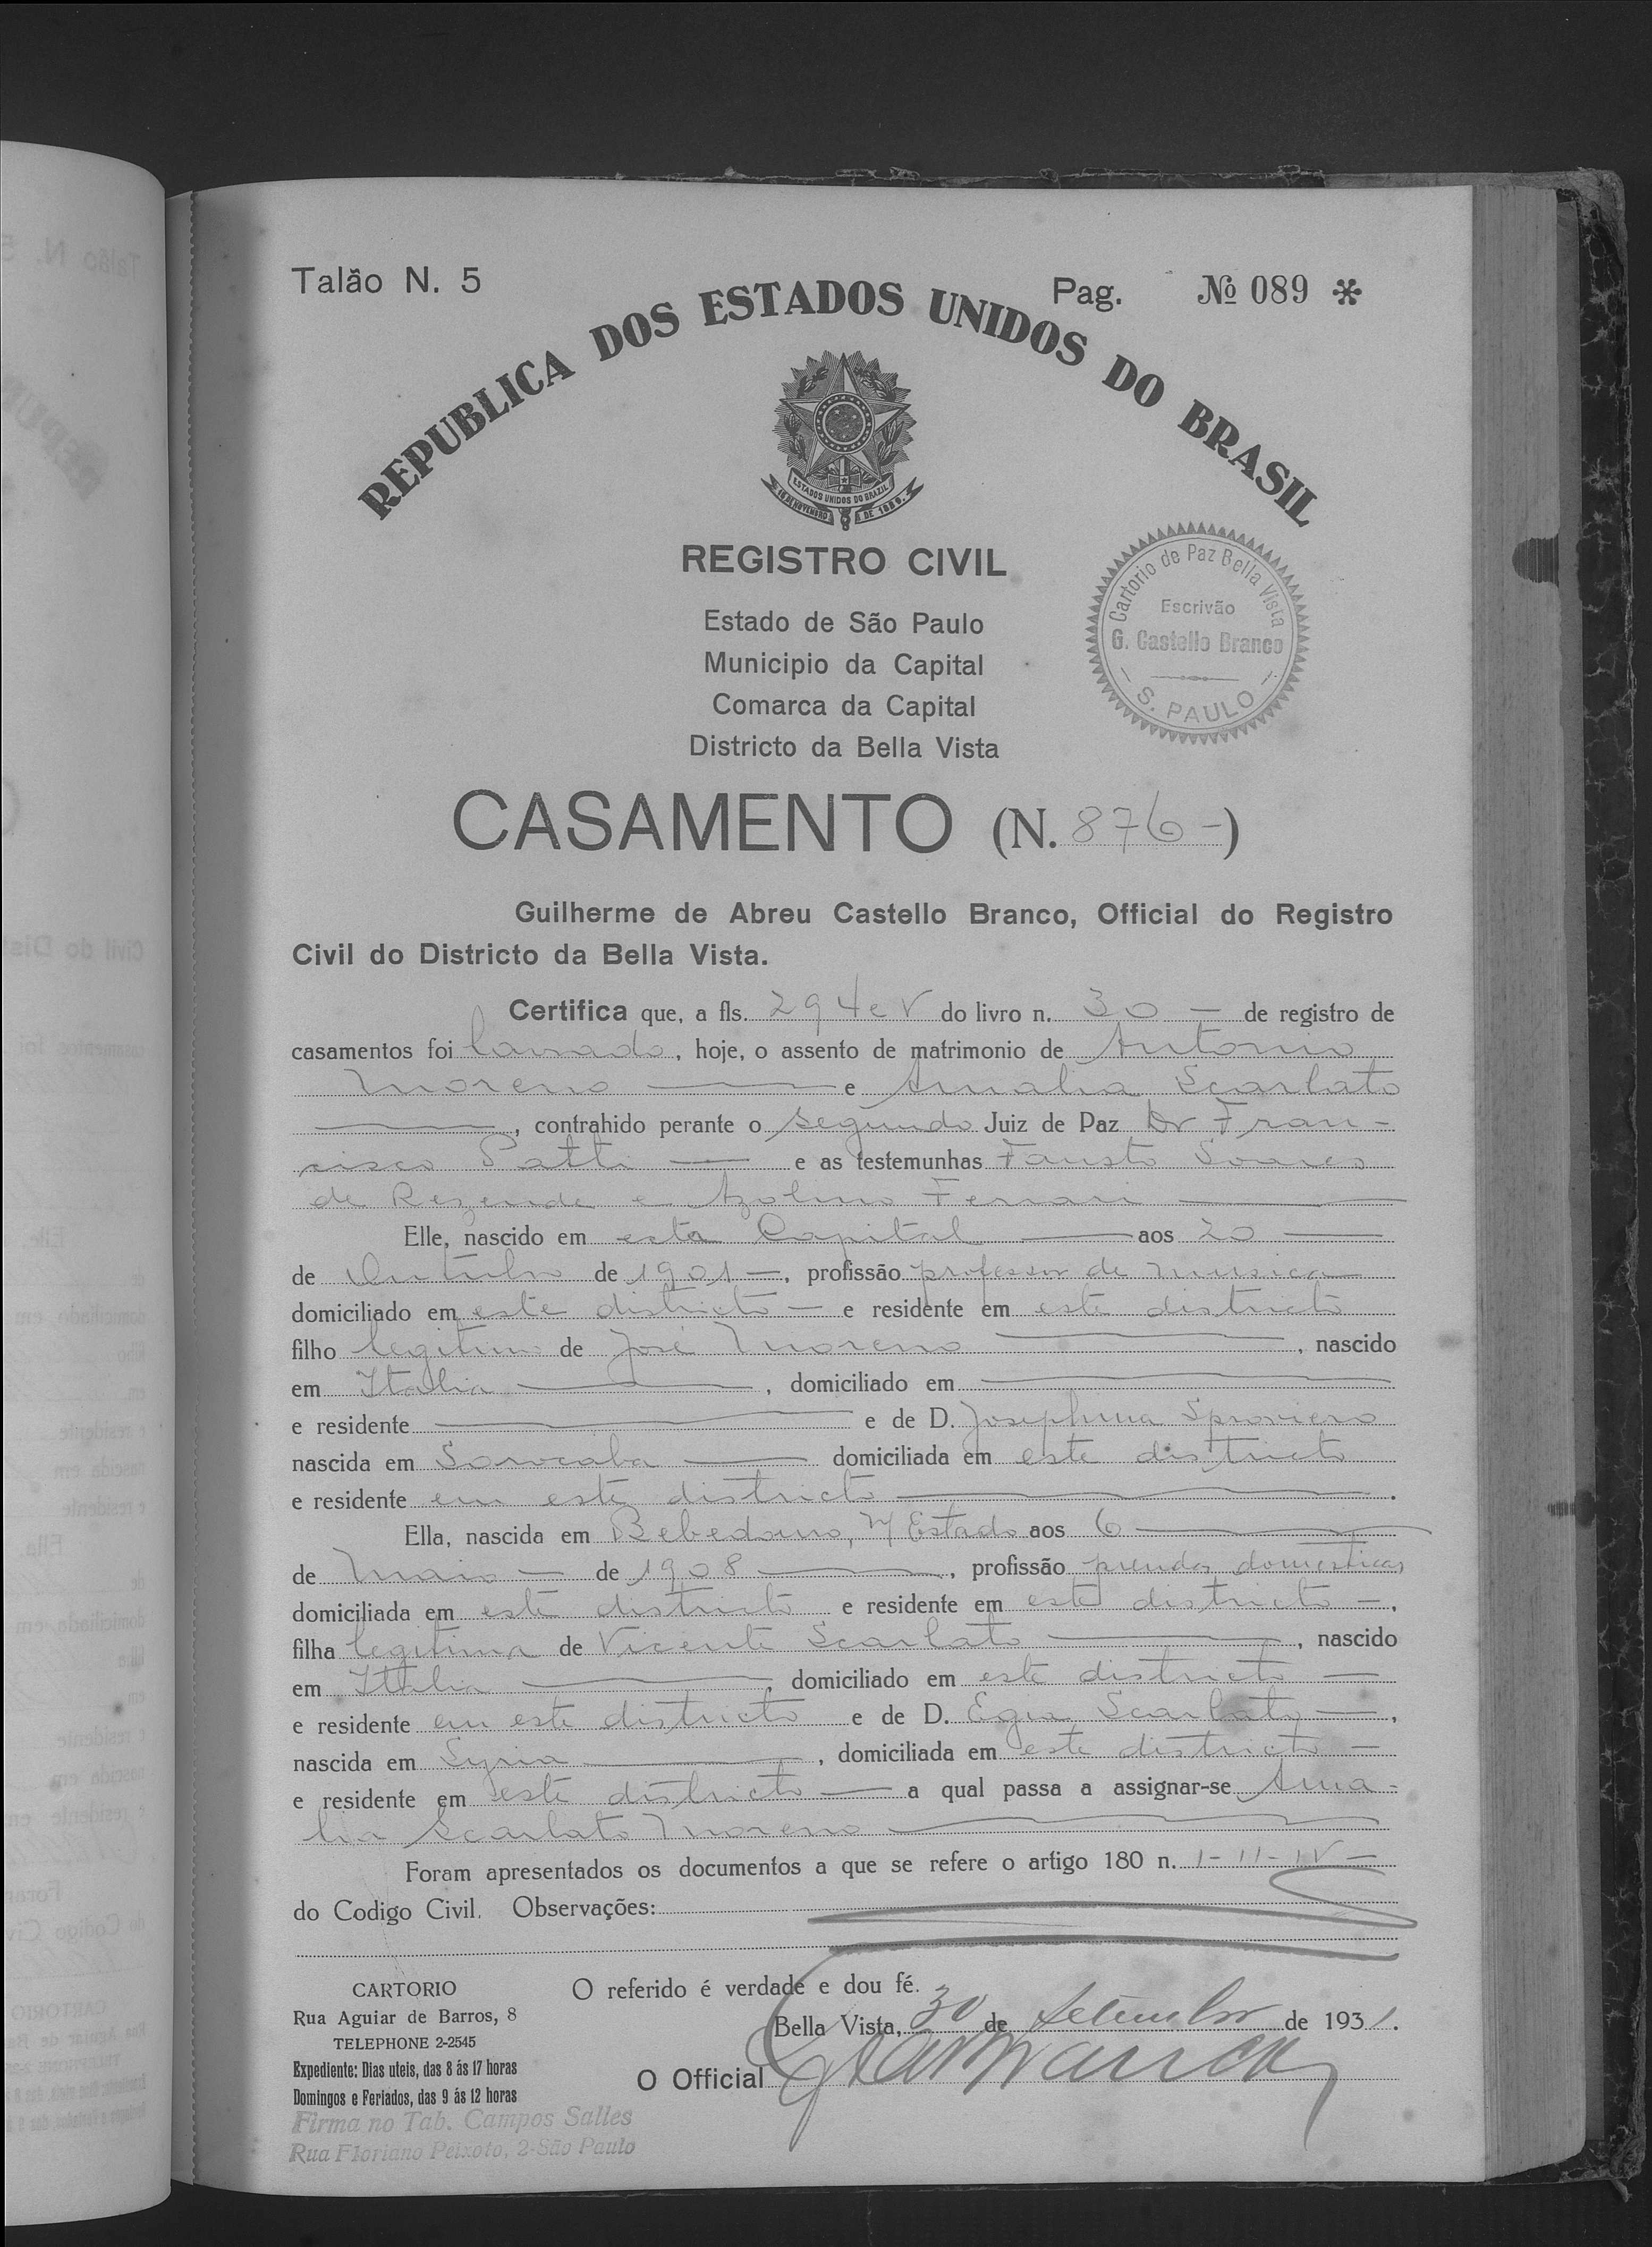 Talão N. 5
Pag. Nº 089 *
REPUBLICA DOS ESTADOS UNIDOS DO BRASIL
ESTADOS UNIDOS DO BRAZIL
15 DE NOVEMBRO DE 1889.
REGISTRO CIVIL
Estado de São Paulo
Municipio da Capital
Comarca da Capital
Districto da Bella Vista
Cartorio de Paz Bella Vista
Escrivão
G. Castello Branco
S. PAULO
CASAMENTO (N. 876-)
Guilherme de Abreu Castello Branco, Official do Registro
Civil do Districto da Bella Vista.
Certifica que, a fls. 294 e V do livro n. 30 — de registro de
casamentos foi lavrado, hoje, o assento de matrimonio de Antonio
Moreno — e Amalia Scarlato
—, contrahido perante o segundo Juiz de Paz Dr Fran-
cisco Patti — e as testemunhas Fausto Soares
de Rezende e Azolino Ferrari —
Elle, nascido em esta Capital — aos 20 —
de Outubro de 1901 —, profissão professor de musica
domiciliado em este districto — e residente em este districto
filho legitimo de José Moreno —, nascido
em Italia —, domiciliado em —
e residente — e de D. Josephina Sproviero
nascida em Sorocaba — domiciliada em este districto
e residente em este districto —.
Ella, nascida em Bebedouro, N/ Estado aos 6 —
de Maio — de 1908 —, profissão prendas domesticas
domiciliada em este districto e residente em este districto —,
filha legitima de Vicente Scarlato —, nascido
em Italia —, domiciliado em este districto —
e residente em este districto e de D. Egia Scarlato —,
nascida em Syria —, domiciliada em este districto —
e residente em este districto — a qual passa a assignar-se Ama-
lia Scarlato Moreno —
Foram apresentados os documentos a que se refere o artigo 180 n. I-II-IV —
do Codigo Civil. Observações:
O referido é verdade e dou fé.
Bella Vista, 30 de Setembro de 1931.
O Official
CARTORIO
Rua Aguiar de Barros, 8
TELEPHONE 2-2545
Expediente: Dias uteis, das 8 ás 17 horas
Domingos e Feriados, das 9 ás 12 horas
Firma no Tab. Campos Salles
Rua Floriano Peixoto, 2-São Paulo